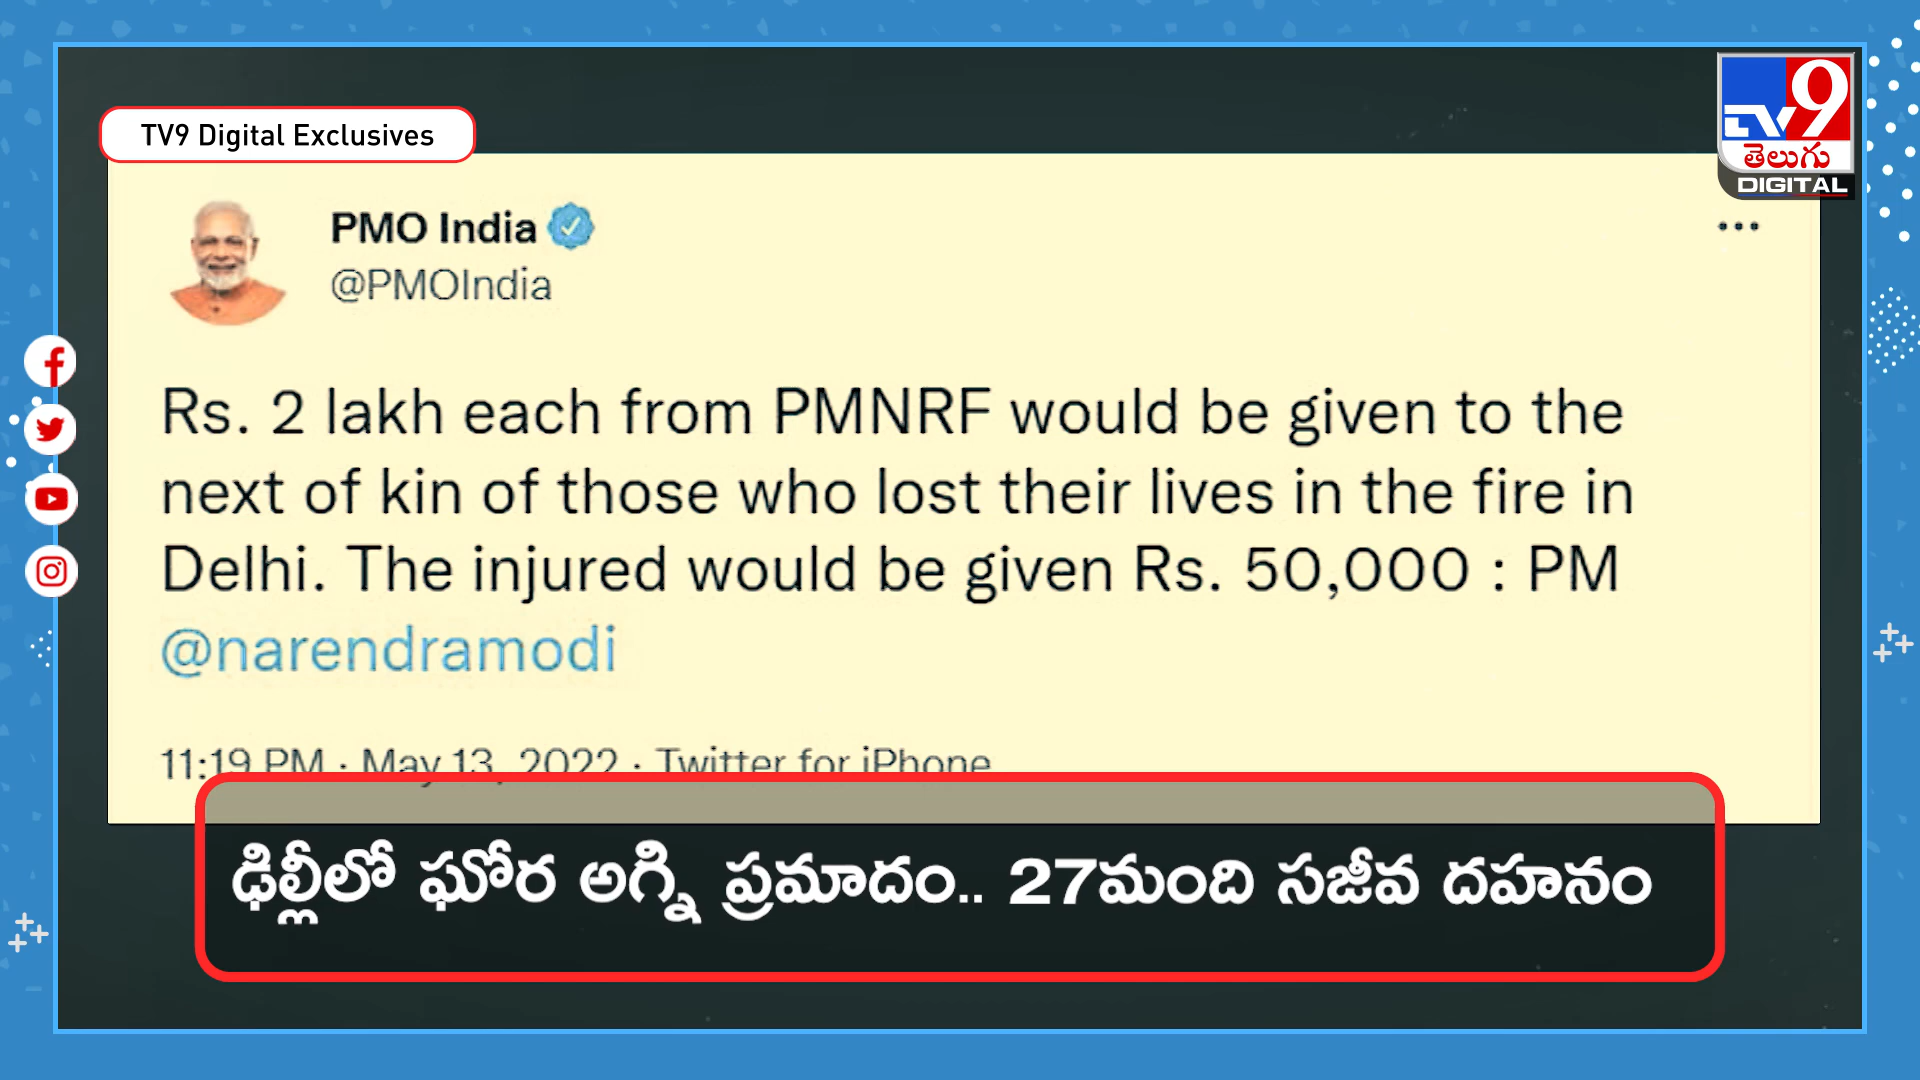 TV9 Digital Exclusives
TV9
తెలుగు
DIGITAL
PMO India
@PMOIndia
Rs. 2 lakh each from PMNRF would be given to the
next of kin of those who lost their lives in the fire in
Delhi. The injured would be given Rs. 50,000 : PM
@narendramodi
11:19 PM · May 13, 2022 · Twitter for iPhone
ఢిల్లీలో ఘోర అగ్ని ప్రమాదం.. 27మంది సజీవ దహనం